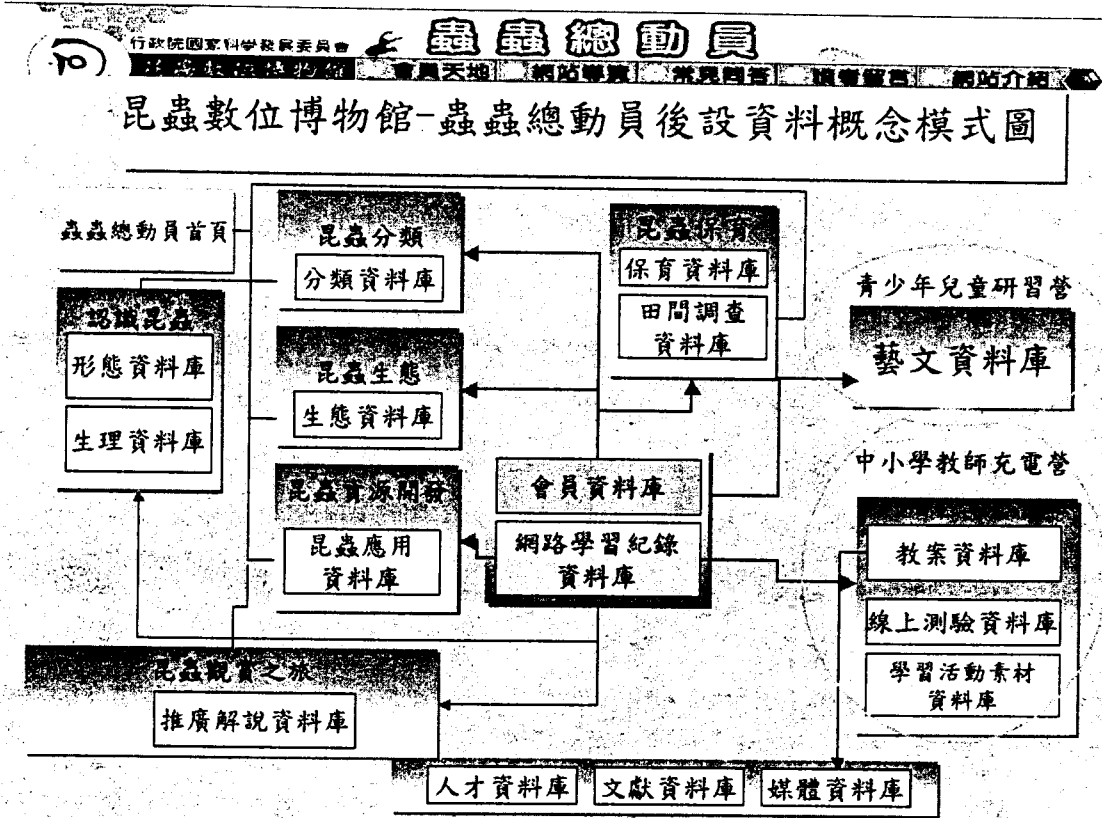 行政院國家科學發展委員會
蟲蟲總動員
會員天地 網站導覽 常見問答 讀者留言 網站介紹
昆蟲數位博物館-蟲蟲總動員後設資料概念模式圖
蟲蟲總動員首頁
昆蟲分類
分類資料庫
昆蟲保育
保育資料庫
田間調查
資料庫
青少年兒童研習營
藝文資料庫
認識昆蟲
形態資料庫
生理資料庫
昆蟲生態
生態資料庫
中小學教師充電營
昆蟲資源開發
昆蟲應用
資料庫
會員資料庫
網路學習紀錄
資料庫
教案資料庫
線上測驗資料庫
學習活動素材
資料庫
昆蟲觀賞之旅
推廣解說資料庫
人才資料庫
文獻資料庫
媒體資料庫